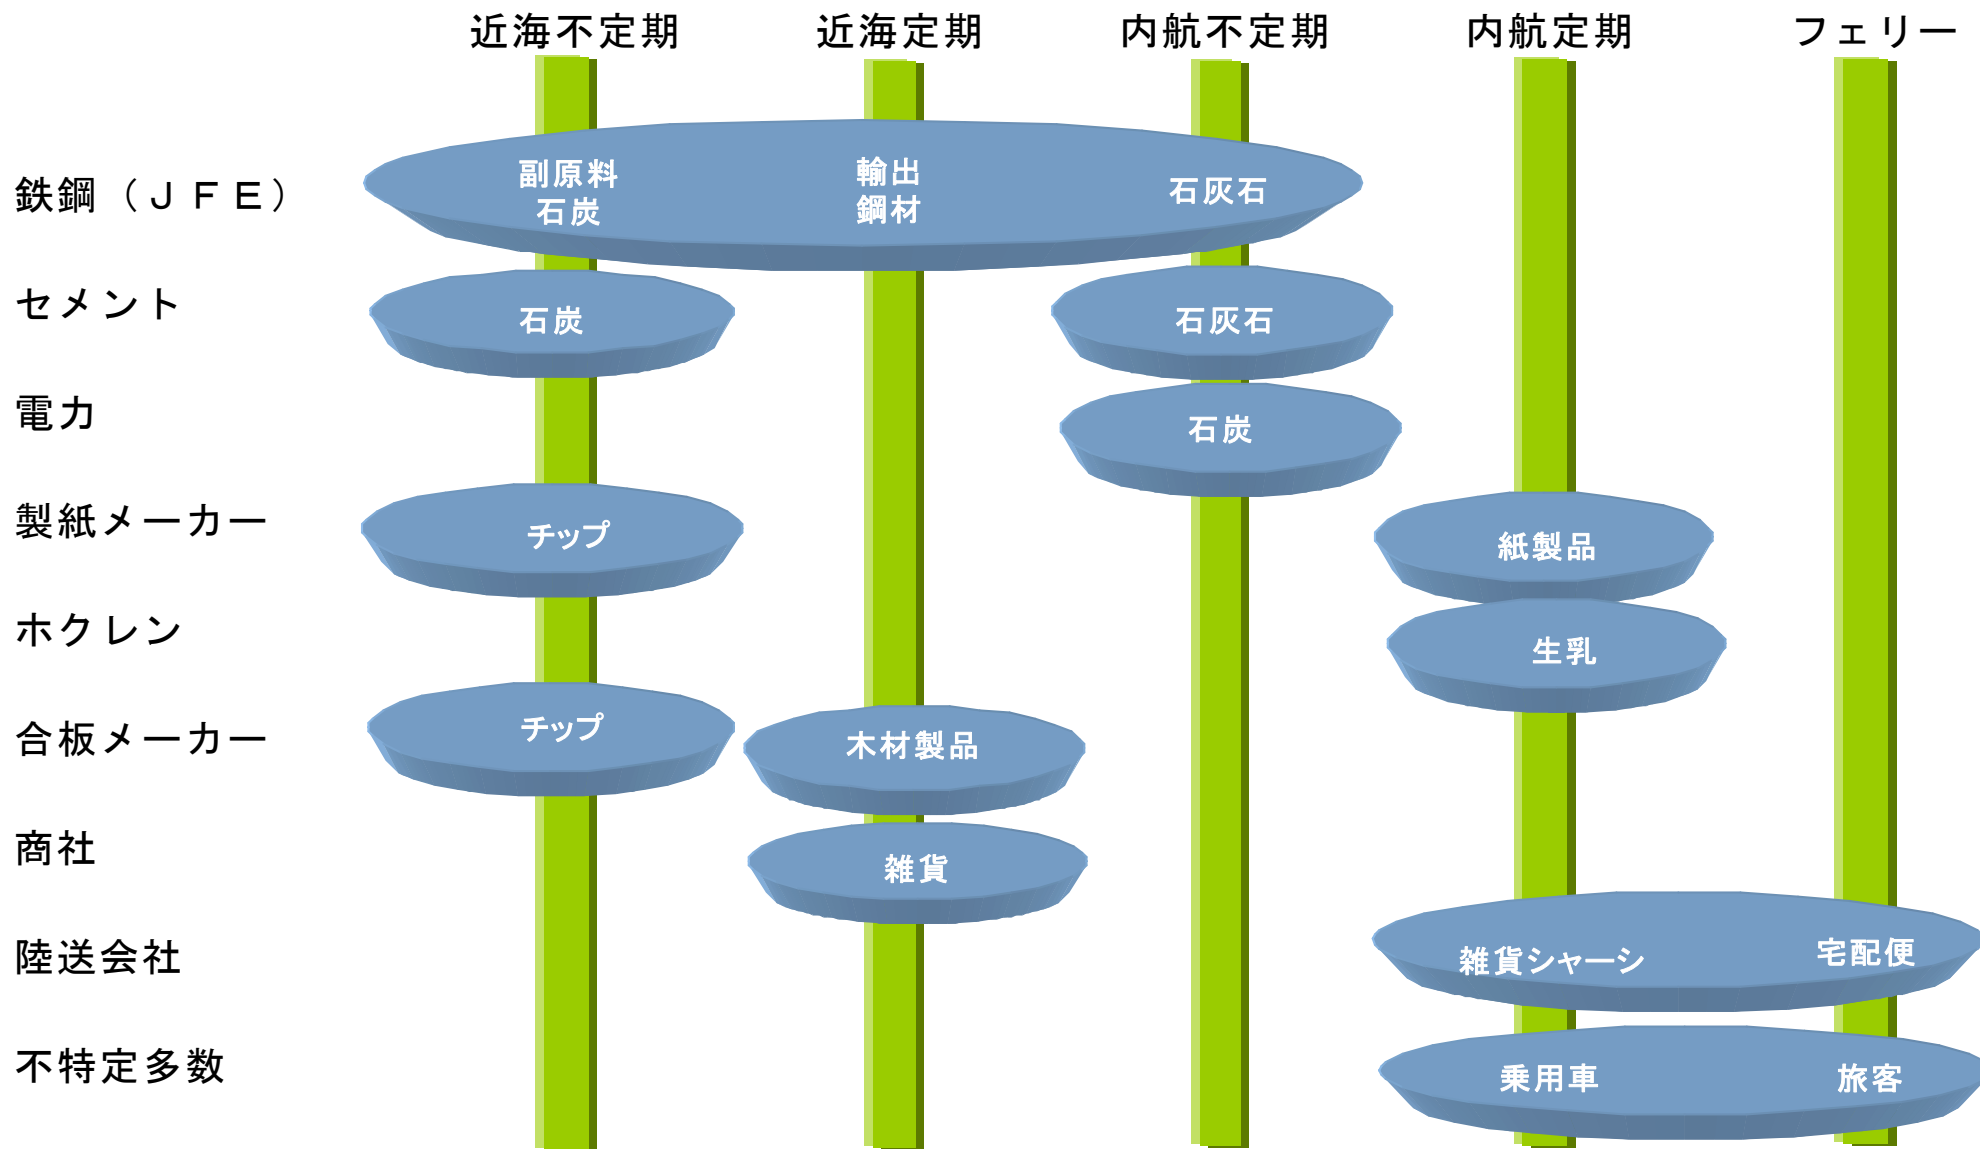 近海不定期 近海定期 内航不定期 内航定期 フェリー
鉄鋼（ＪＦＥ） 副原料 輸出 石灰石
石炭 鋼材
セメント 石炭 石灰石
電力 石炭
製紙メーカー チップ 紙製品
ホクレン 生乳
合板メーカー チップ 木材製品
商社 雑貨
陸送会社 雑貨シャーシ 宅配便
不特定多数 乗用車 旅客